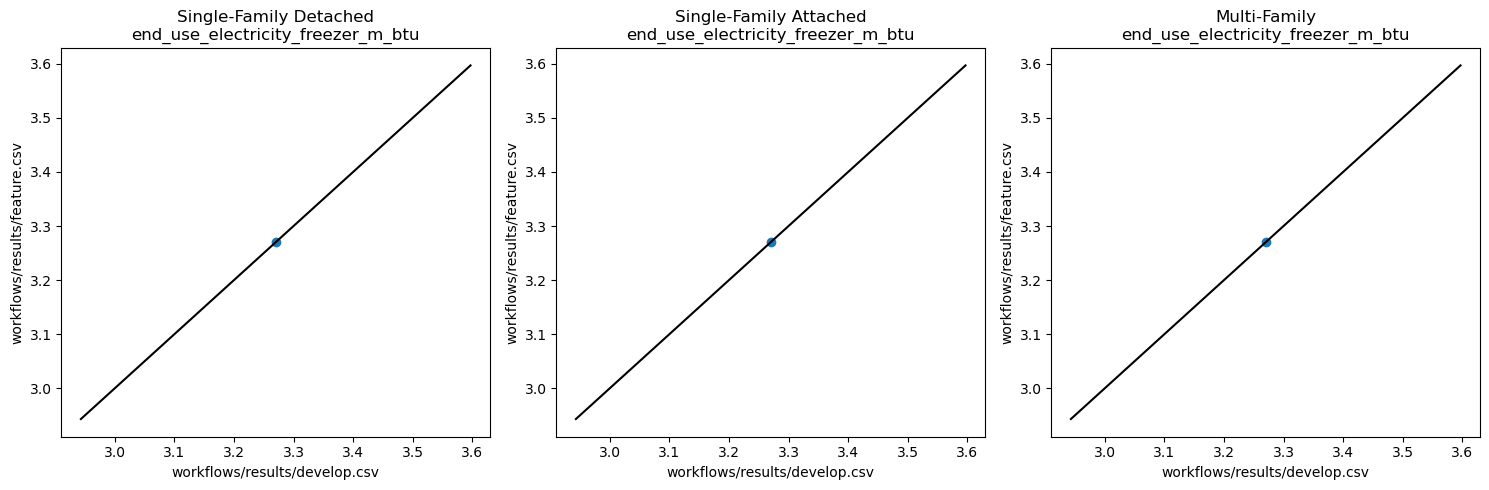 Single-Family Detached
end_use_electricity_freezer_m_btu
3.6
3.5
3.4
3.3
3.2
3.1
3.0
workflows/results/feature.csv
3.0 3.1 3.2 3.3 3.4 3.5 3.6
workflows/results/develop.csv
Single-Family Attached
end_use_electricity_freezer_m_btu
3.6
3.5
3.4
3.3
3.2
3.1
3.0
workflows/results/feature.csv
3.0 3.1 3.2 3.3 3.4 3.5 3.6
workflows/results/develop.csv
Multi-Family
end_use_electricity_freezer_m_btu
3.6
3.5
3.4
3.3
3.2
3.1
3.0
workflows/results/feature.csv
3.0 3.1 3.2 3.3 3.4 3.5 3.6
workflows/results/develop.csv